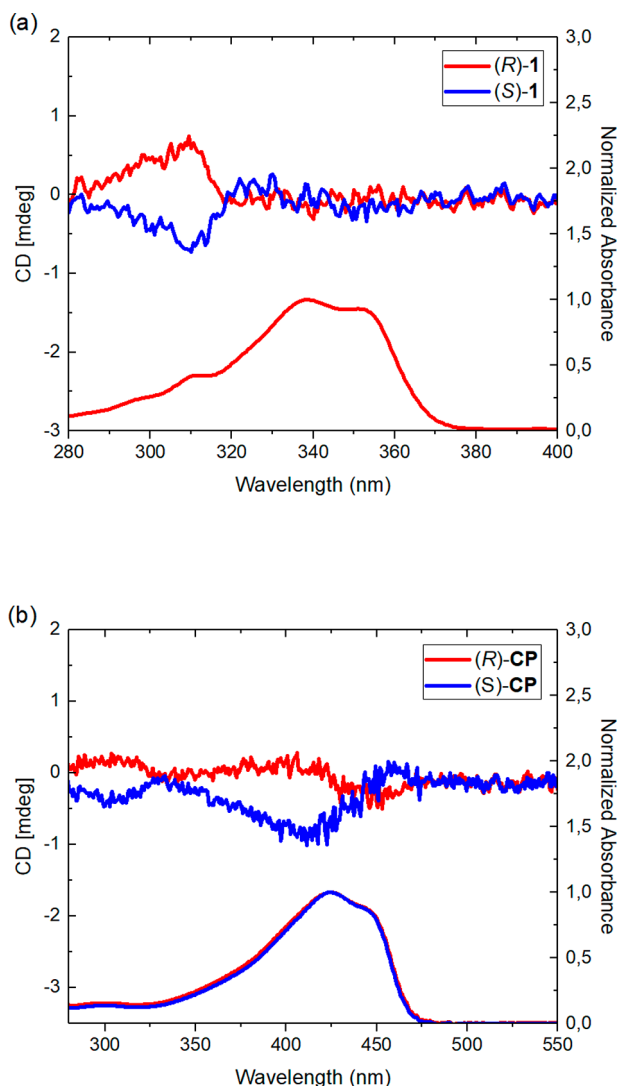 (a)
2
1
0
-1
-2
-3
CD [mdeg]
3,0
2,5
2,0
1,5
1,0
0,5
0,0
Normalized Absorbance
(R)-1
(S)-1
280 300 320 340 360 380 400
Wavelength (nm)
(b)
2
1
0
-1
-2
-3
CD [mdeg]
3,0
2,5
2,0
1,5
1,0
0,5
0,0
Normalized Absorbance
(R)-CP
(S)-CP
300 350 400 450 500 550
Wavelength (nm)